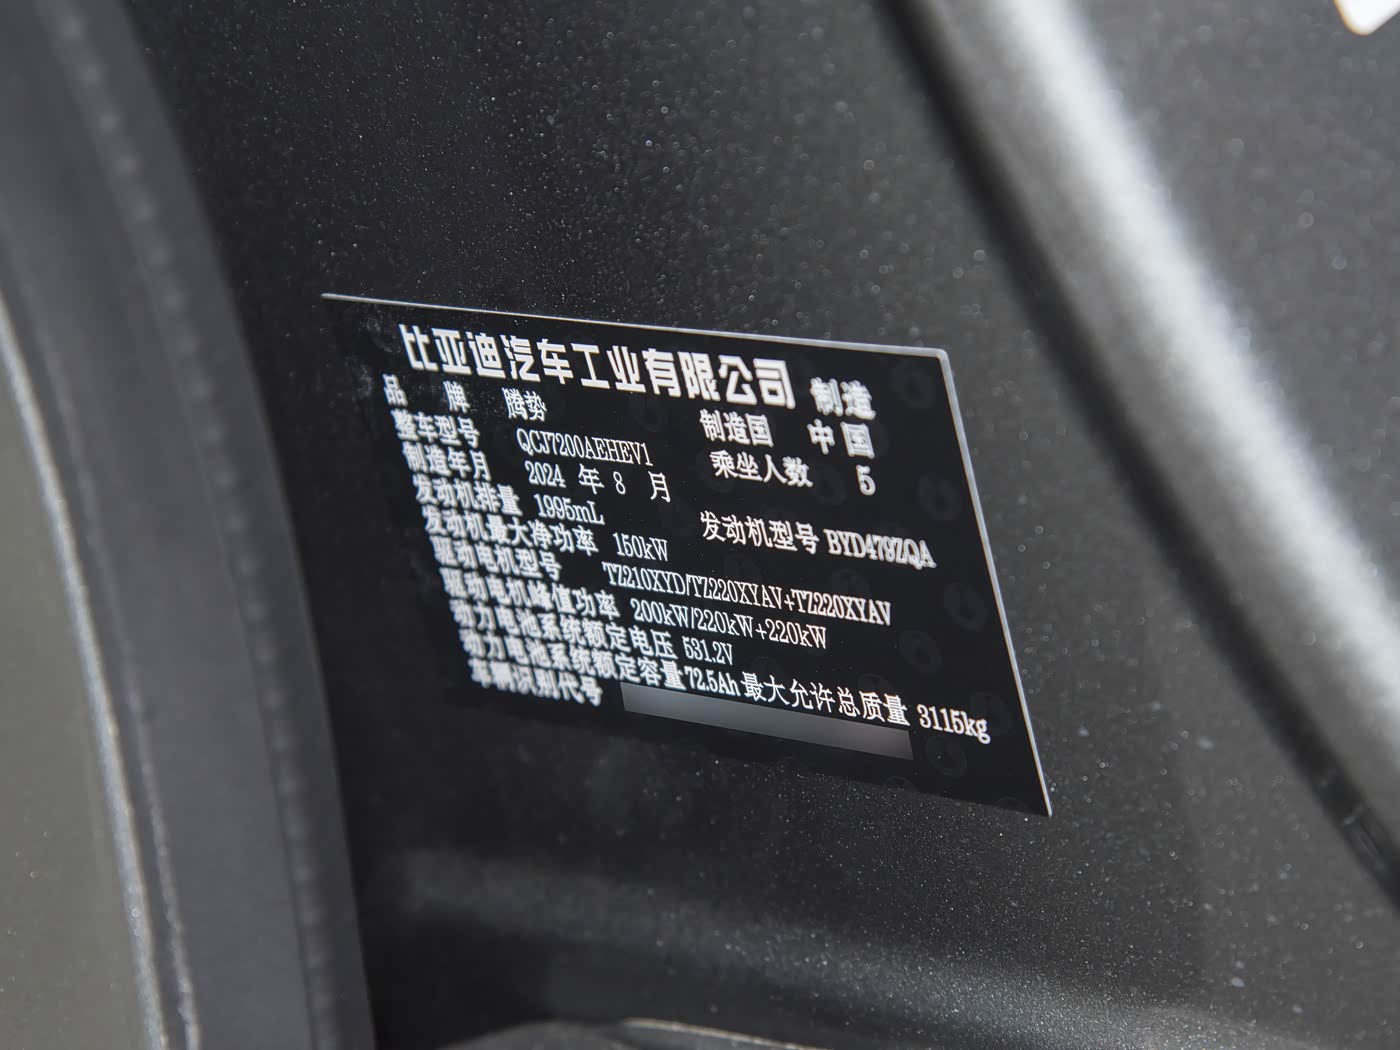 比亚迪汽车工业有限公司 制造
品 牌 腾势 制造国 中国
整车型号 QCJ7200AEHEV1 乘坐人数 5
制造年月 2024 年 8 月
发动机排量 1995mL 发动机型号 BYD479ZQA
发动机最大净功率 150kW
驱动电机型号 TZ210XYD/TZ220XYAV+TZ220XYAV
驱动电机峰值功率 200kW/220kW+220kW
动力电池系统额定电压 531.2V
动力电池系统额定容量 72.5Ah 最大允许总质量 3115kg
车辆识别代号